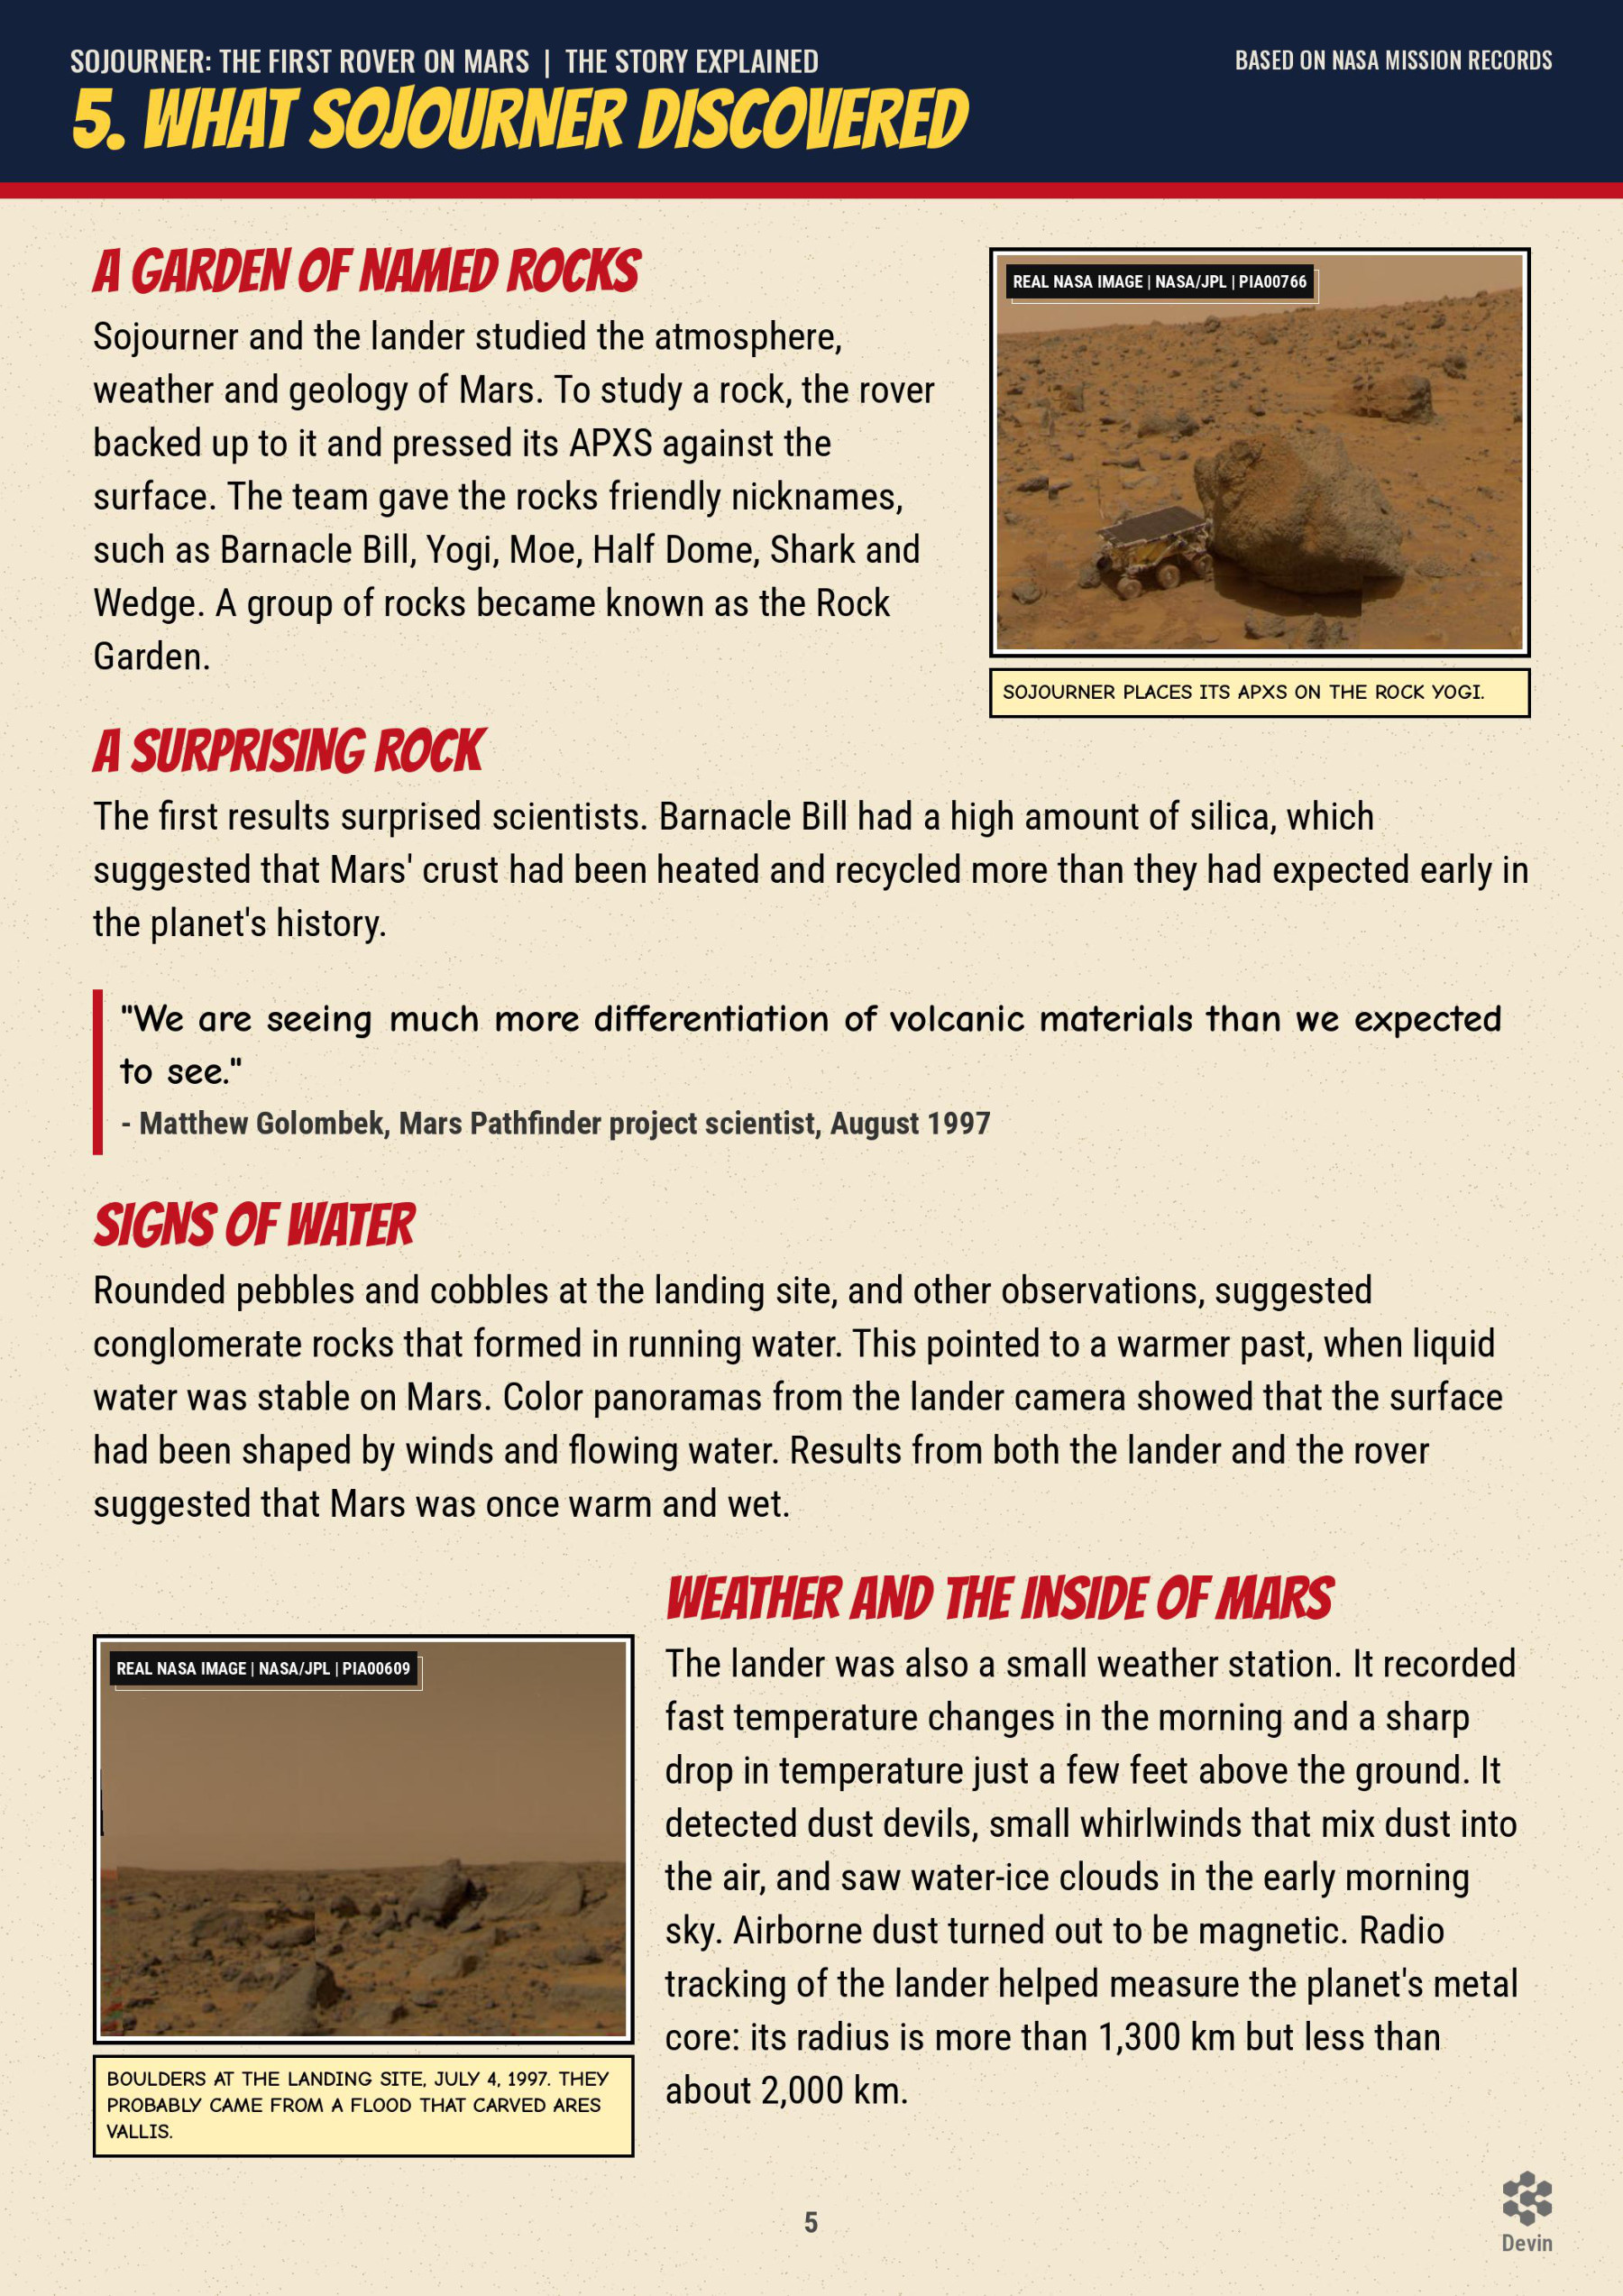 SOJOURNER: THE FIRST ROVER ON MARS | THE STORY EXPLAINED
BASED ON NASA MISSION RECORDS
5. WHAT SOJOURNER DISCOVERED
A GARDEN OF NAMED ROCKS
Sojourner and the lander studied the atmosphere,
weather and geology of Mars. To study a rock, the rover
backed up to it and pressed its APXS against the
surface. The team gave the rocks friendly nicknames,
such as Barnacle Bill, Yogi, Moe, Half Dome, Shark and
Wedge. A group of rocks became known as the Rock
Garden.
REAL NASA IMAGE | NASA/JPL | PIA00766
SOJOURNER PLACES ITS APXS ON THE ROCK YOGI.
A SURPRISING ROCK
The first results surprised scientists. Barnacle Bill had a high amount of silica, which
suggested that Mars' crust had been heated and recycled more than they had expected early in
the planet's history.
"We are seeing much more differentiation of volcanic materials than we expected
to see."
- Matthew Golombek, Mars Pathfinder project scientist, August 1997
SIGNS OF WATER
Rounded pebbles and cobbles at the landing site, and other observations, suggested
conglomerate rocks that formed in running water. This pointed to a warmer past, when liquid
water was stable on Mars. Color panoramas from the lander camera showed that the surface
had been shaped by winds and flowing water. Results from both the lander and the rover
suggested that Mars was once warm and wet.
REAL NASA IMAGE | NASA/JPL | PIA00609
BOULDERS AT THE LANDING SITE, JULY 4, 1997. THEY
PROBABLY CAME FROM A FLOOD THAT CARVED ARES
VALLIS.
WEATHER AND THE INSIDE OF MARS
The lander was also a small weather station. It recorded
fast temperature changes in the morning and a sharp
drop in temperature just a few feet above the ground. It
detected dust devils, small whirlwinds that mix dust into
the air, and saw water-ice clouds in the early morning
sky. Airborne dust turned out to be magnetic. Radio
tracking of the lander helped measure the planet's metal
core: its radius is more than 1,300 km but less than
about 2,000 km.
5
Devin